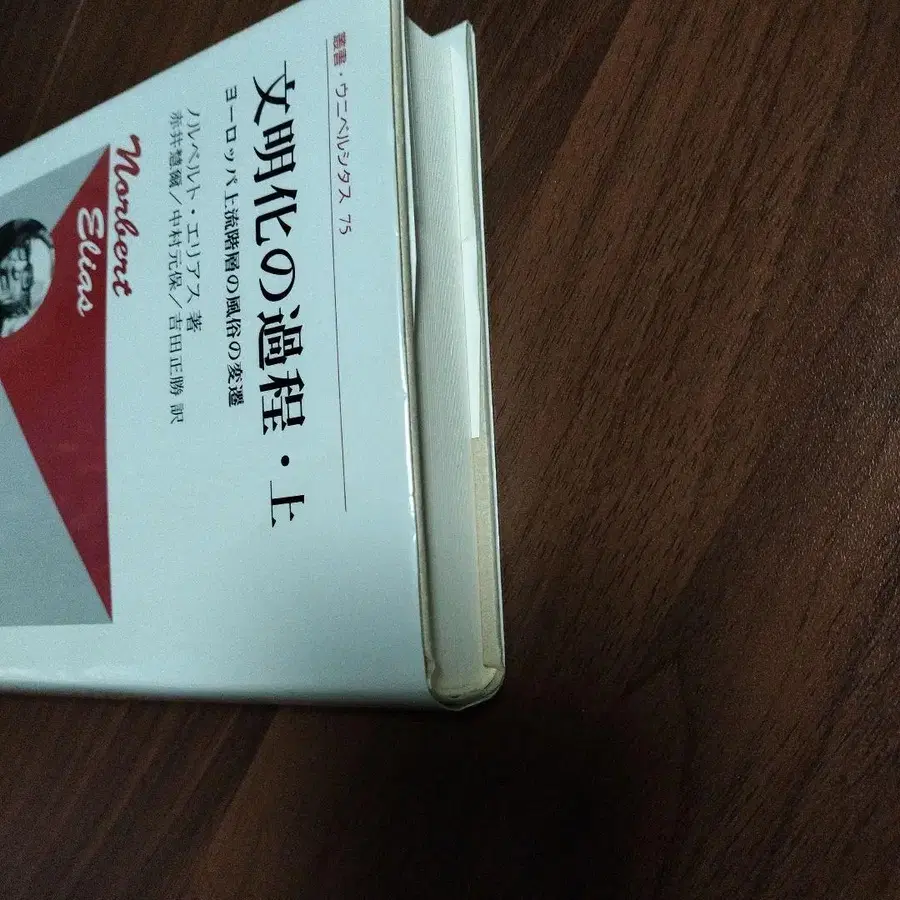 叢書・ウニベルシタス 75
文明化の過程・上
ヨーロッパ上流階層の風俗の変遷
ノルベルト・エリアス 著
赤井慧爾／中村元保／吉田正勝 訳
Norbert
Elias